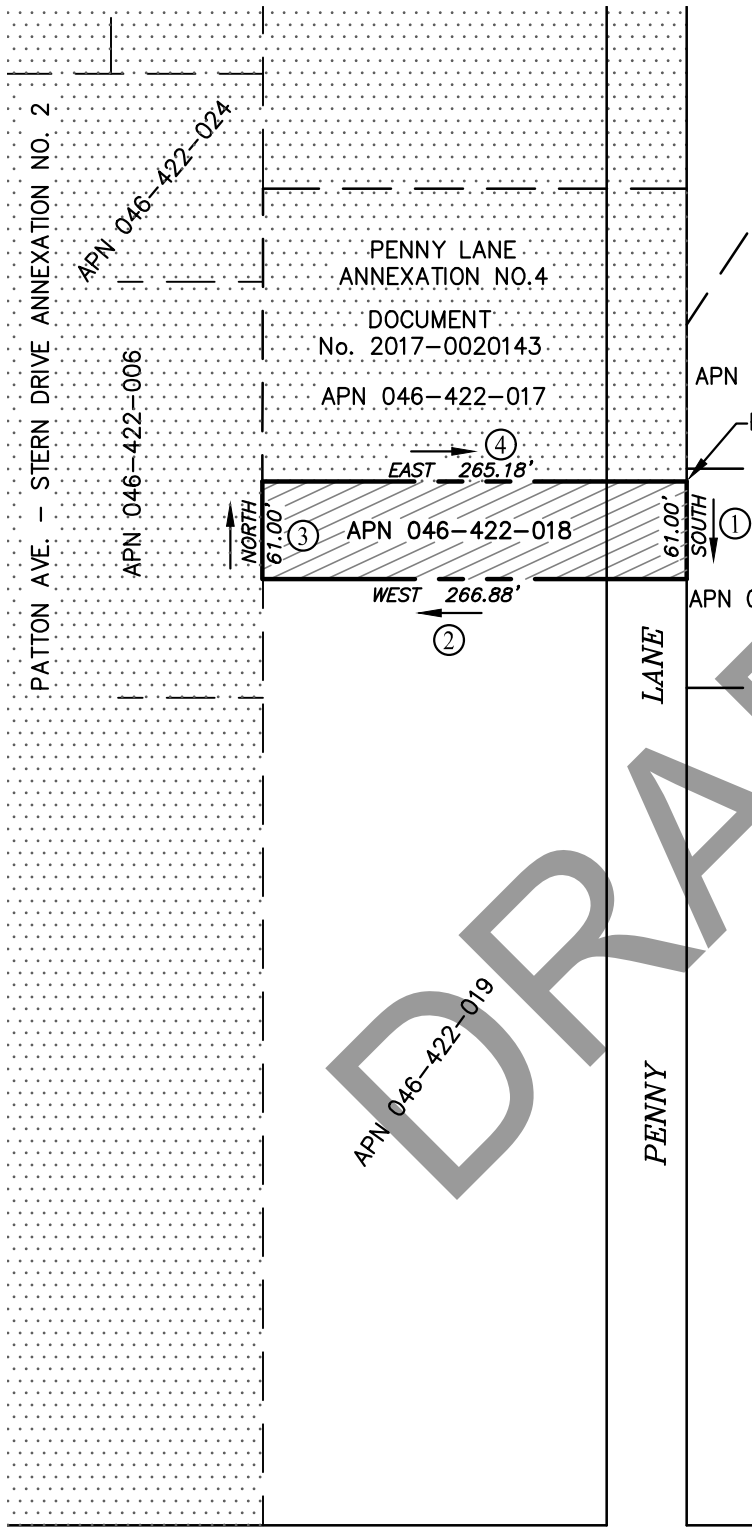 PATTON AVE. – STERN DRIVE ANNEXATION NO. 2
APN 046-422-024
APN 046-422-006
PENNY LANE
ANNEXATION NO.4
DOCUMENT
No. 2017-0020143
APN 046-422-017
APN
4
EAST 265.18'
NORTH
61.00'
3
APN 046-422-018
61.00'
SOUTH
1
WEST 266.88'
2
APN 0
LANE
PENNY
APN 046-422-019
DRA